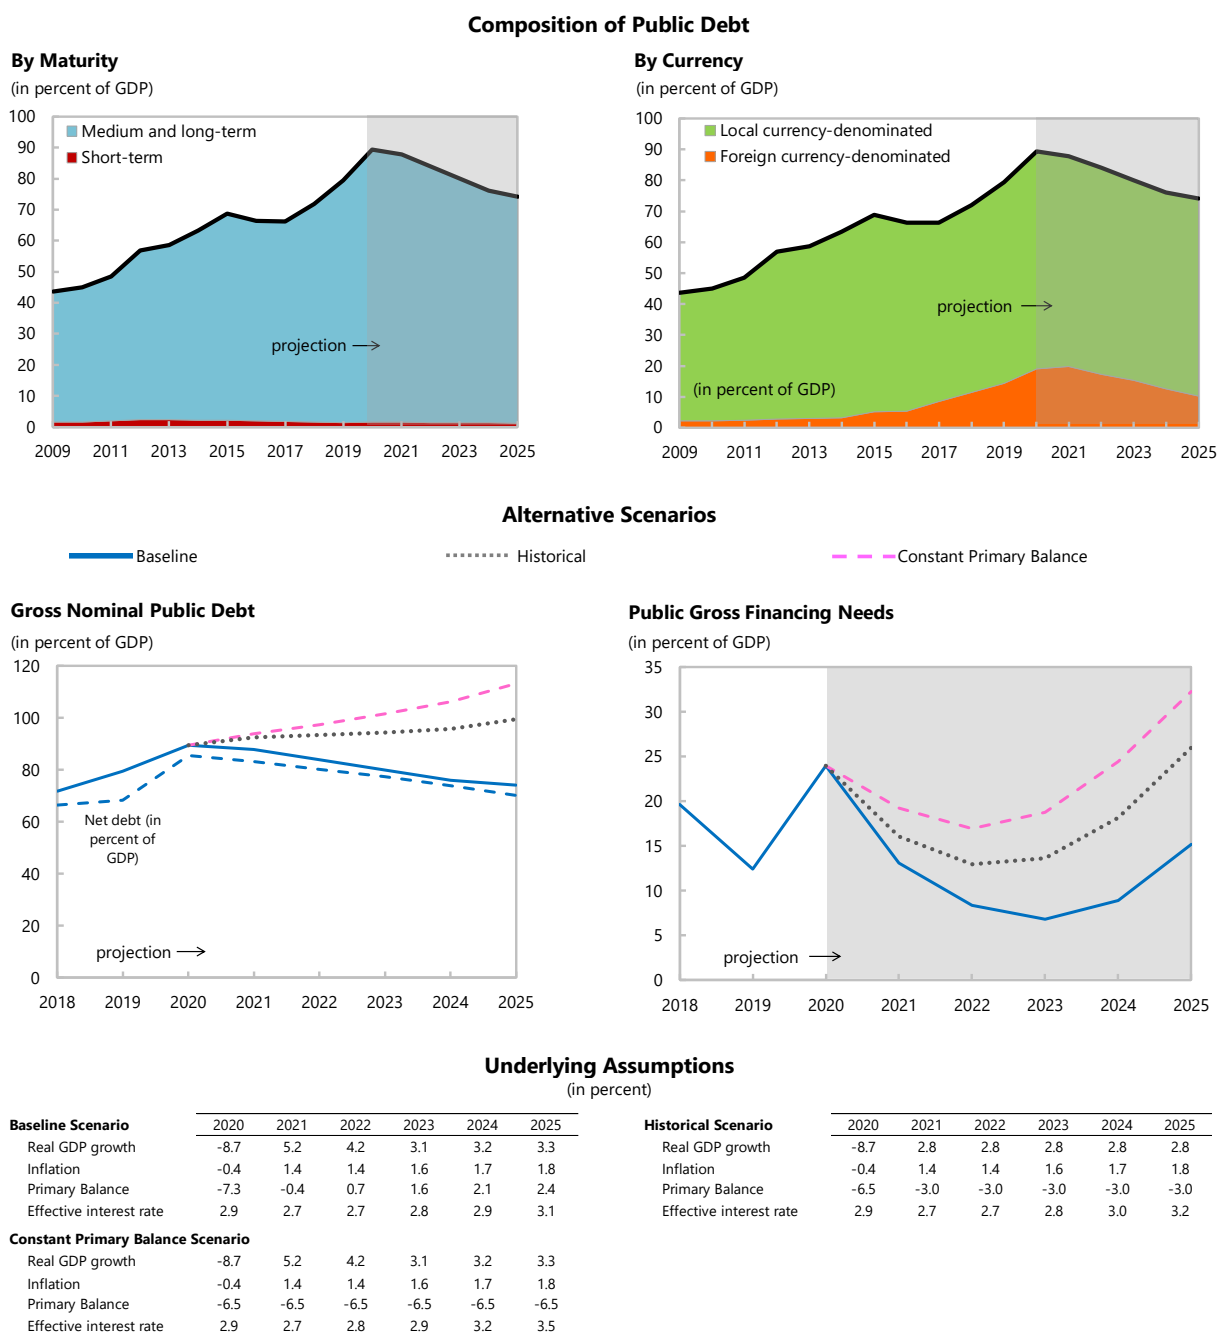 Composition of Public Debt
By Maturity
(in percent of GDP)
100
90
80
70
60
50
40
30
20
10
0
Medium and long-term
Short-term
projection
2009 2011 2013 2015 2017 2019 2021 2023 2025
By Currency
(in percent of GDP)
100
90
80
70
60
50
40
30
20
10
0
Local currency-denominated
Foreign currency-denominated
projection
(in percent of GDP)
2009 2011 2013 2015 2017 2019 2021 2023 2025
Alternative Scenarios
Baseline Historical Constant Primary Balance
Gross Nominal Public Debt
(in percent of GDP)
120
100
80
60
40
20
0
Net debt (in
percent of
GDP)
projection
2018 2019 2020 2021 2022 2023 2024 2025
Public Gross Financing Needs
(in percent of GDP)
35
30
25
20
15
10
5
0
projection
2018 2019 2020 2021 2022 2023 2024 2025
Underlying Assumptions
(in percent)
Baseline Scenario 2020 2021 2022 2023 2024 2025
Real GDP growth -8.7 5.2 4.2 3.1 3.2 3.3
Inflation -0.4 1.4 1.4 1.6 1.7 1.8
Primary Balance -7.3 -0.4 0.7 1.6 2.1 2.4
Effective interest rate 2.9 2.7 2.7 2.8 2.9 3.1
Constant Primary Balance Scenario
Real GDP growth -8.7 5.2 4.2 3.1 3.2 3.3
Inflation -0.4 1.4 1.4 1.6 1.7 1.8
Primary Balance -6.5 -6.5 -6.5 -6.5 -6.5 -6.5
Effective interest rate 2.9 2.7 2.8 2.9 3.2 3.5
Historical Scenario 2020 2021 2022 2023 2024 2025
Real GDP growth -8.7 2.8 2.8 2.8 2.8 2.8
Inflation -0.4 1.4 1.4 1.6 1.7 1.8
Primary Balance -6.5 -3.0 -3.0 -3.0 -3.0 -3.0
Effective interest rate 2.9 2.7 2.7 2.8 3.0 3.2